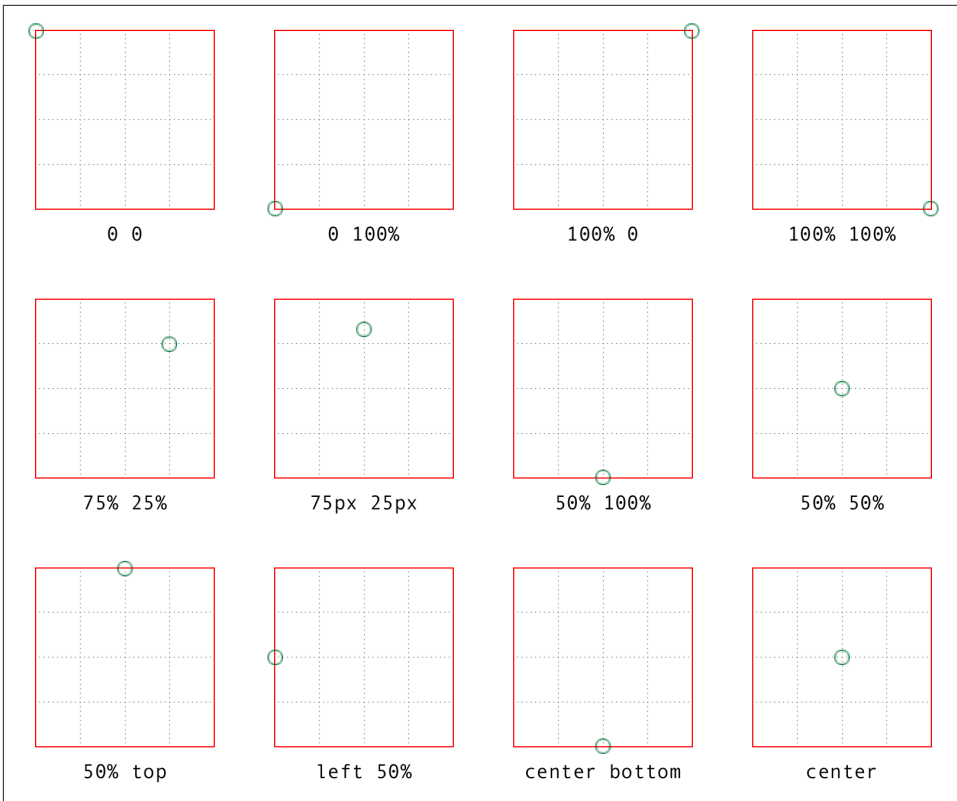 0 0
0 100%
100% 0
100% 100%
75% 25%
75px 25px
50% 100%
50% 50%
50% top
left 50%
center bottom
center